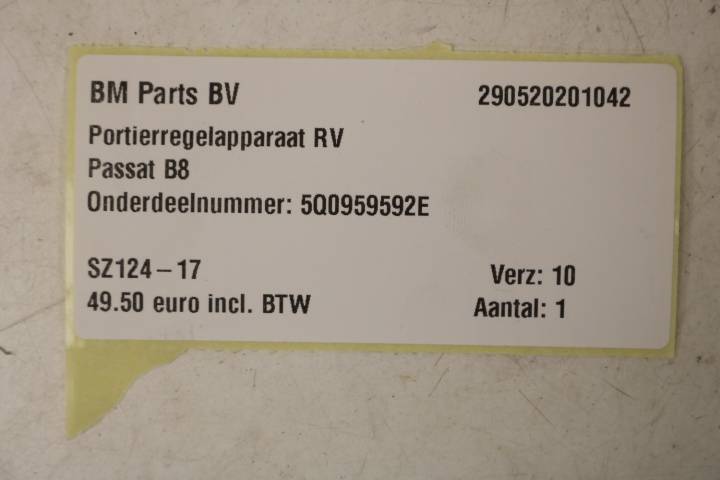 BM Parts BV 290520201042
Portierregelapparaat RV
Passat B8
Onderdeelnummer: 5Q0959592E
SZ124-17 Verz: 10
49.50 euro incl. BTW Aantal: 1